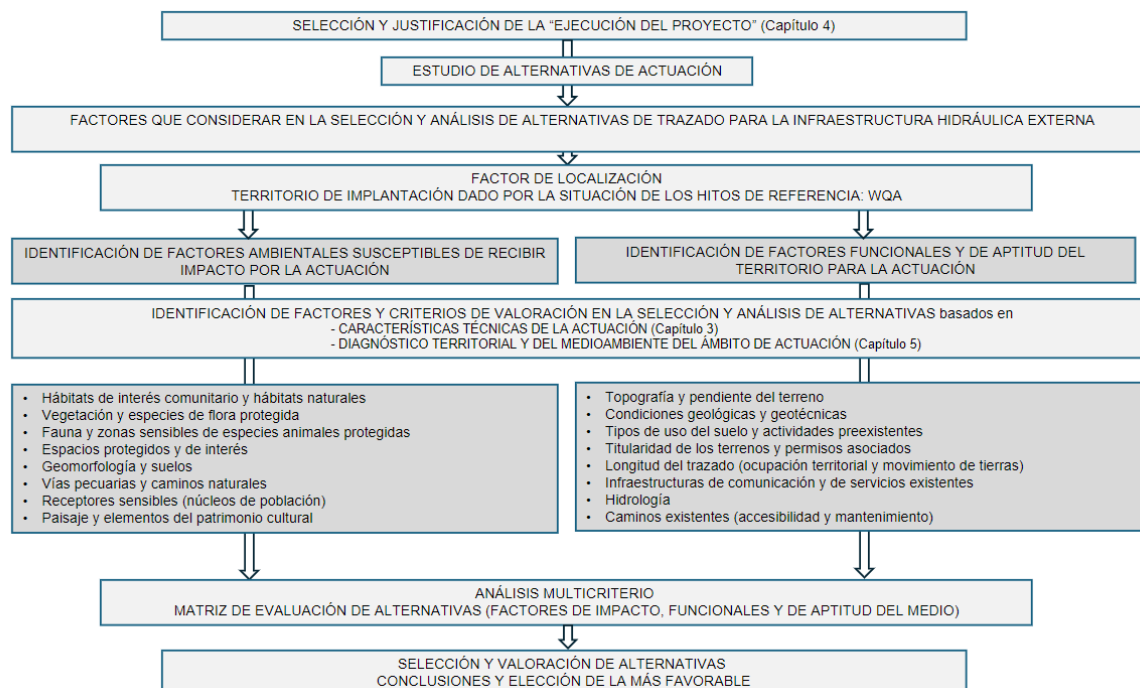 SELECCIÓN Y JUSTIFICACIÓN DE LA “EJECUCIÓN DEL PROYECTO” (Capítulo 4)
ESTUDIO DE ALTERNATIVAS DE ACTUACIÓN
FACTORES QUE CONSIDERAR EN LA SELECCIÓN Y ANÁLISIS DE ALTERNATIVAS DE TRAZADO PARA LA INFRAESTRUCTURA HIDRÁULICA EXTERNA
FACTOR DE LOCALIZACIÓN
TERRITORIO DE IMPLANTACIÓN DADO POR LA SITUACIÓN DE LOS HITOS DE REFERENCIA: WQA
IDENTIFICACIÓN DE FACTORES AMBIENTALES SUSCEPTIBLES DE RECIBIR
IMPACTO POR LA ACTUACIÓN
IDENTIFICACIÓN DE FACTORES FUNCIONALES Y DE APTITUD DEL
TERRITORIO PARA LA ACTUACIÓN
IDENTIFICACIÓN DE FACTORES Y CRITERIOS DE VALORACIÓN EN LA SELECCIÓN Y ANÁLISIS DE ALTERNATIVAS basados en
- CARACTERÍSTICAS TÉCNICAS DE LA ACTUACIÓN (Capítulo 3)
- DIAGNÓSTICO TERRITORIAL Y DEL MEDIOAMBIENTE DEL ÁMBITO DE ACTUACIÓN (Capítulo 5)
• Hábitats de interés comunitario y hábitats naturales
• Vegetación y especies de flora protegida
• Fauna y zonas sensibles de especies animales protegidas
• Espacios protegidos y de interés
• Geomorfología y suelos
• Vías pecuarias y caminos naturales
• Receptores sensibles (núcleos de población)
• Paisaje y elementos del patrimonio cultural
• Topografía y pendiente del terreno
• Condiciones geológicas y geotécnicas
• Tipos de uso del suelo y actividades preexistentes
• Titularidad de los terrenos y permisos asociados
• Longitud del trazado (ocupación territorial y movimiento de tierras)
• Infraestructuras de comunicación y de servicios existentes
• Hidrología
• Caminos existentes (accesibilidad y mantenimiento)
ANÁLISIS MULTICRITERIO
MATRIZ DE EVALUACIÓN DE ALTERNATIVAS (FACTORES DE IMPACTO, FUNCIONALES Y DE APTITUD DEL MEDIO)
SELECCIÓN Y VALORACIÓN DE ALTERNATIVAS
CONCLUSIONES Y ELECCIÓN DE LA MÁS FAVORABLE